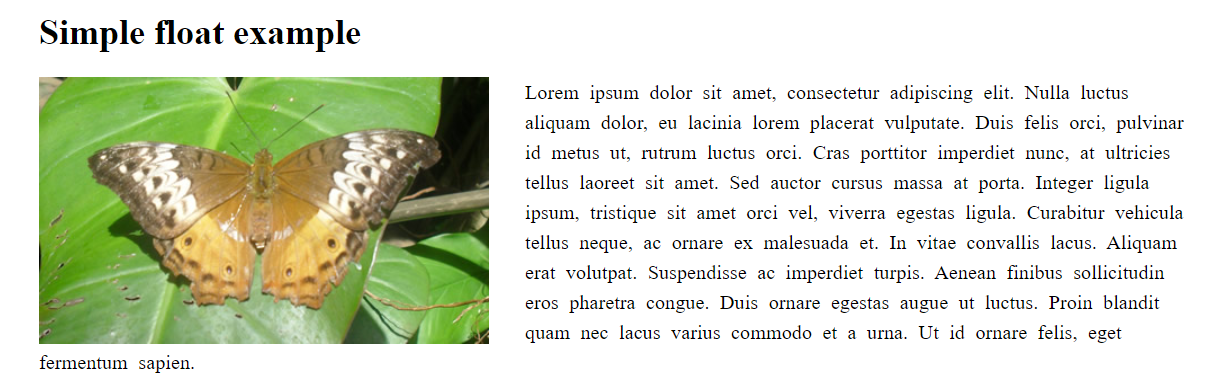 Simple float example
Lorem ipsum dolor sit amet, consectetur adipiscing elit. Nulla luctus
aliquam dolor, eu lacinia lorem placerat vulputate. Duis felis orci, pulvinar
id metus ut, rutrum luctus orci. Cras porttitor imperdiet nunc, at ultricies
tellus laoreet sit amet. Sed auctor cursus massa at porta. Integer ligula
ipsum, tristique sit amet orci vel, viverra egestas ligula. Curabitur vehicula
tellus neque, ac ornare ex malesuada et. In vitae convallis lacus. Aliquam
erat volutpat. Suspendisse ac imperdiet turpis. Aenean finibus sollicitudin
eros pharetra congue. Duis ornare egestas augue ut luctus. Proin blandit
quam nec lacus varius commodo et a urna. Ut id ornare felis, eget
fermentum sapien.